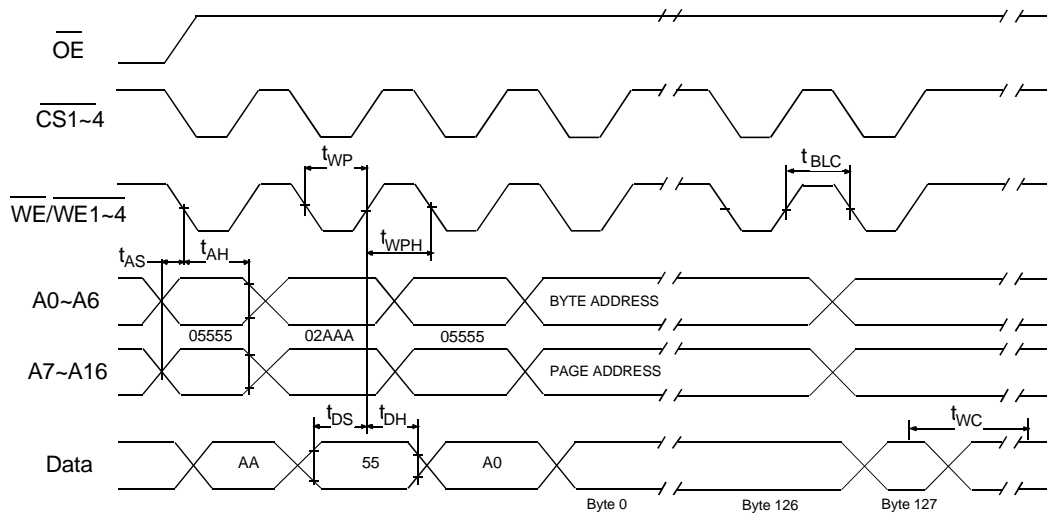 OE
CS1~4
tWP
tBLC
WE/WE1~4
tWPH
tAS
tAH
A0~A6
BYTE ADDRESS
05555
02AAA
05555
A7~A16
PAGE ADDRESS
tDS
tDH
tWC
Data
AA
55
A0
Byte 0
Byte 126
Byte 127